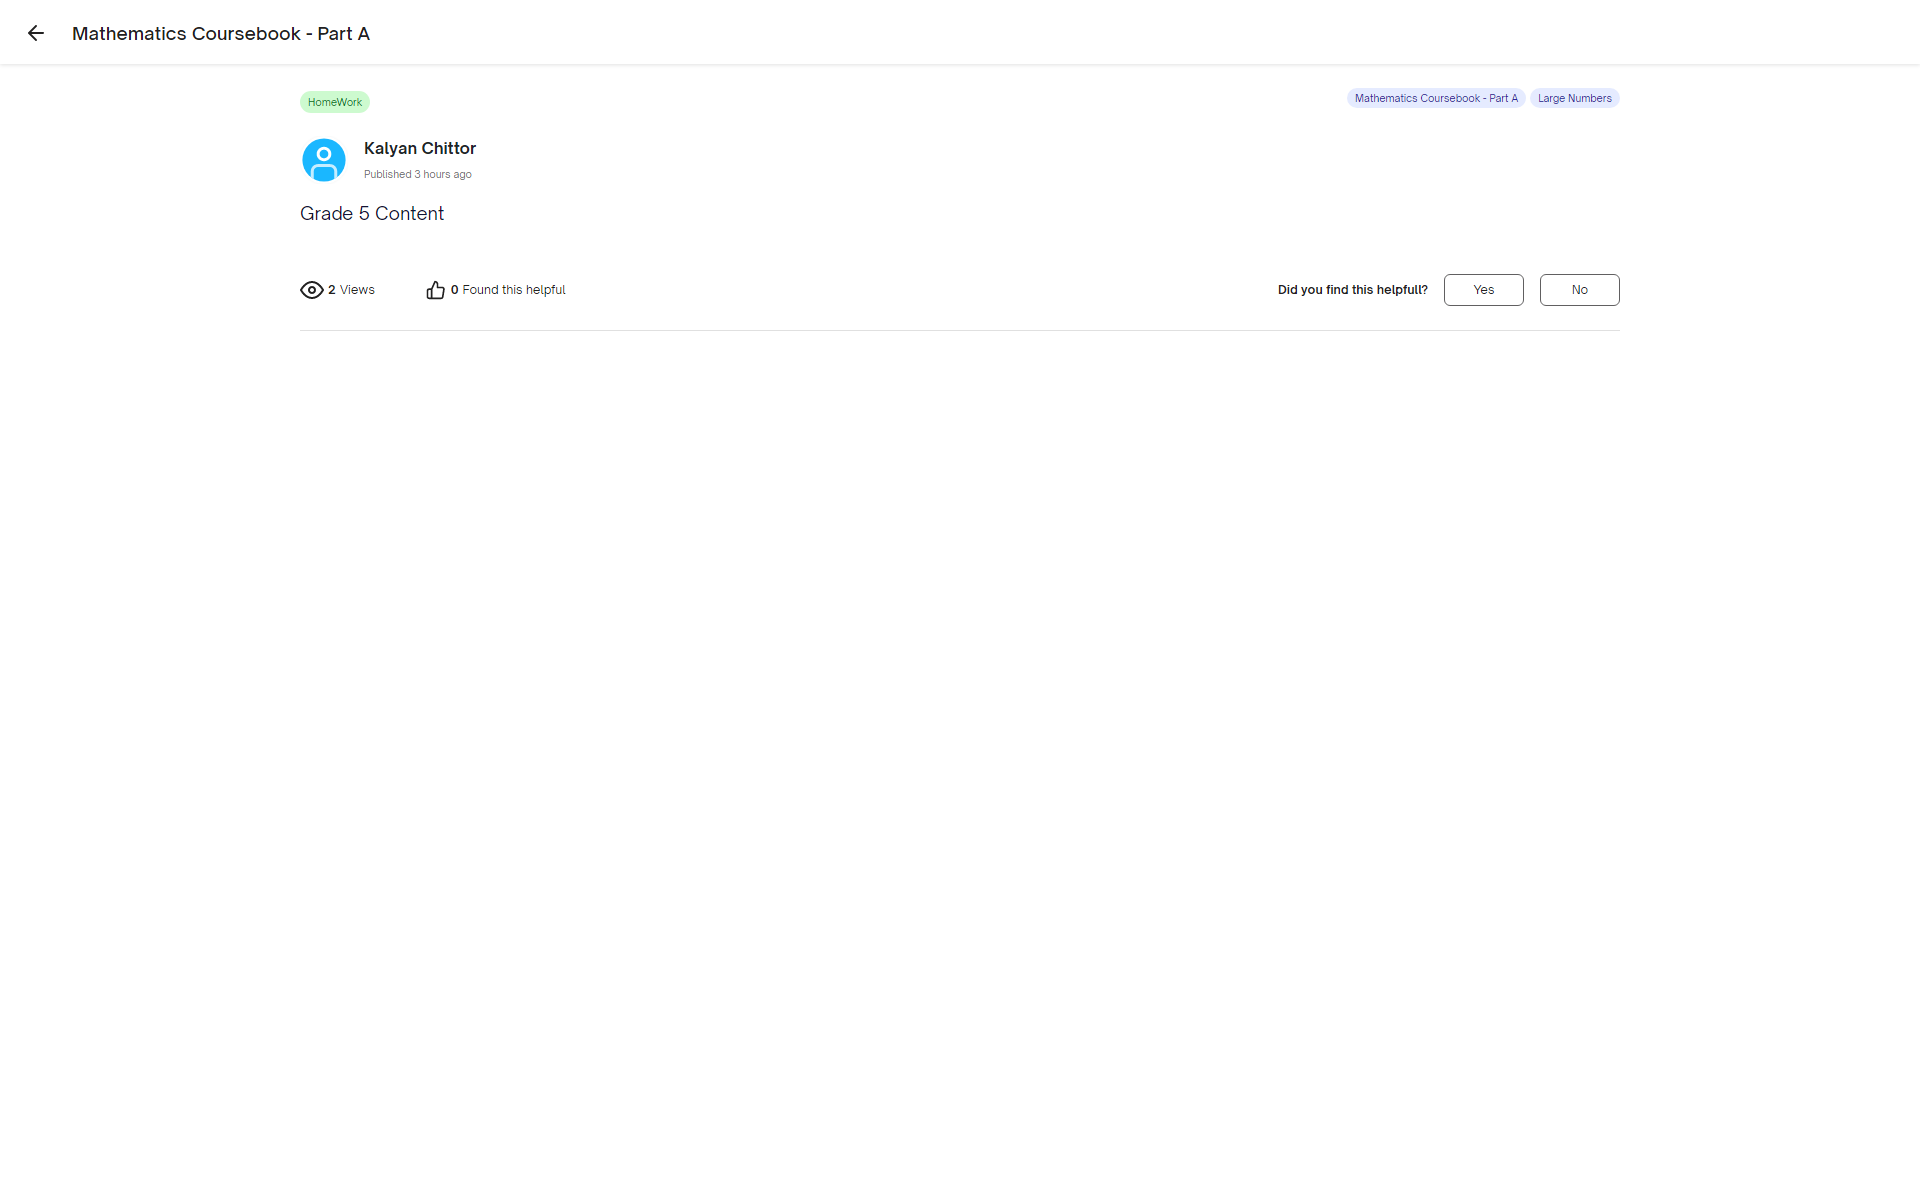 Mathematics Coursebook - Part A
HomeWork
Mathematics Coursebook - Part A Large Numbers
Kalyan Chittor
Published 3 hours ago
Grade 5 Content
2 Views 0 Found this helpful Did you find this helpfull? Yes No